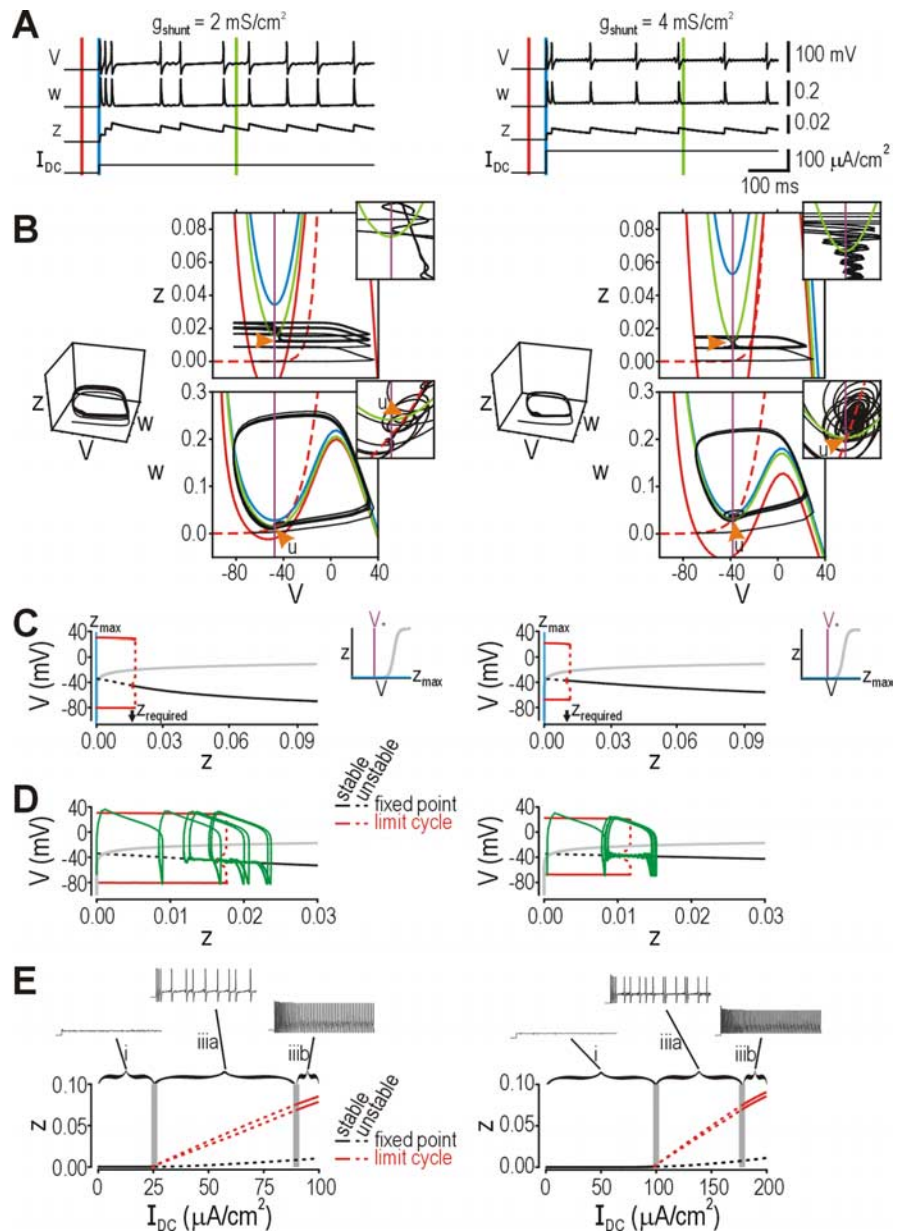 A
g_shunt = 2 mS/cm²
g_shunt = 4 mS/cm²
V
w
z
I_DC
V
w
z
I_DC
100 mV
0.2
0.02
100 μA/cm²
100 ms
B
z
0.08
0.06
0.04
0.02
0.00
w
0.3
0.2
0.1
0.0
-80
-40
0
40
V
u
u
z
w
V
z
0.08
0.06
0.04
0.02
0.00
w
0.3
0.2
0.1
0.0
-80
-40
0
40
V
u
u
z
w
V
C
V (mV)
40
0
-40
-80
z_max
z_required
0.00
0.03
0.06
0.09
z
z
V*
V
z_max
V (mV)
40
0
-40
-80
z_max
z_required
0.00
0.03
0.06
0.09
z
z
V*
V
z_max
D
stable
unstable
fixed point
limit cycle
V (mV)
40
0
-40
-80
0.00
0.01
0.02
0.03
z
V (mV)
40
0
-40
-80
0.00
0.01
0.02
0.03
z
E
i
iiia
iiib
z
0.10
0.05
0.00
0
25
50
75
100
I_DC (μA/cm²)
stable
unstable
fixed point
limit cycle
i
iiia
iiib
z
0.10
0.05
0.00
0
50
100
150
200
I_DC (μA/cm²)